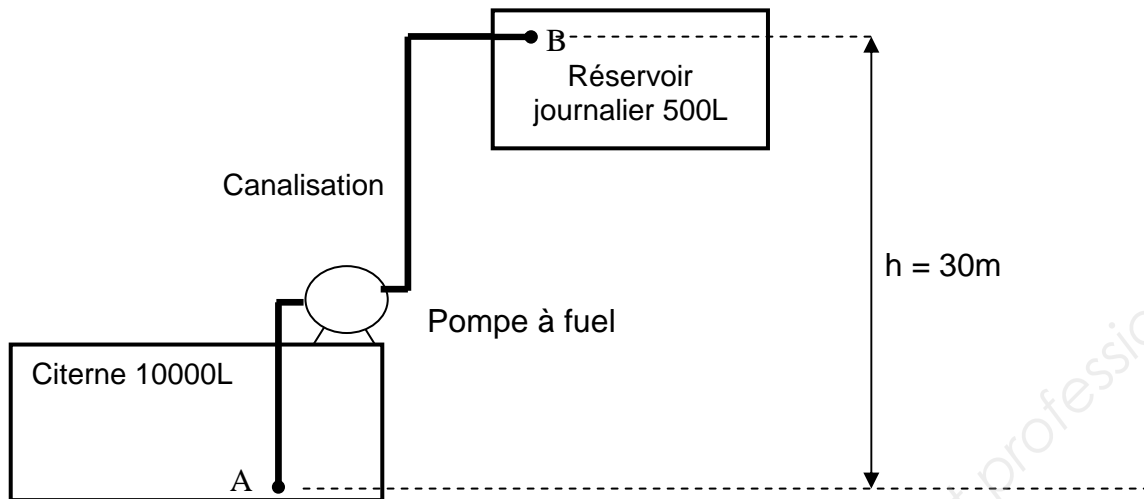 B
Réservoir
journalier 500L
Canalisation
h = 30m
Pompe à fuel
Citerne 10000L
A